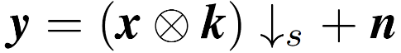 y = (x ⊗ k) ↓s + n